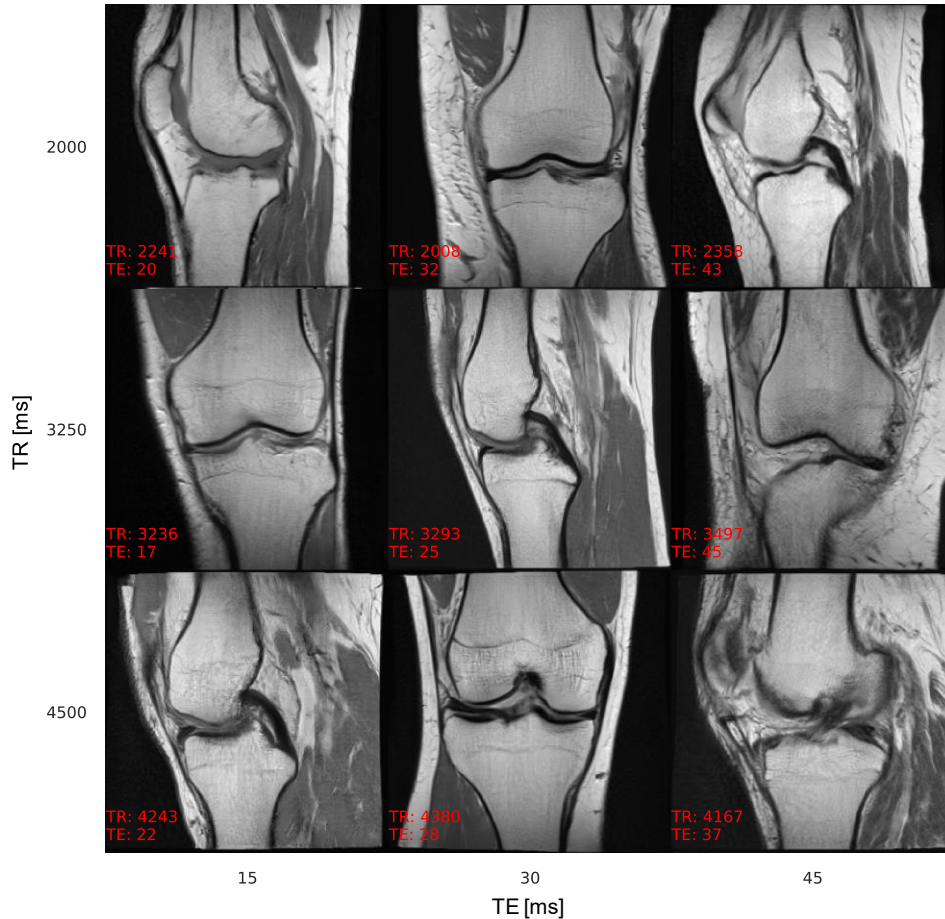 2000
TR: 2241
TE: 20
TR: 2008
TE: 32
TR: 2358
TE: 43
TR [ms]
3250
TR: 3236
TE: 17
TR: 3293
TE: 25
TR: 3497
TE: 45
4500
TR: 4243
TE: 22
TR: 4380
TE: 28
TR: 4167
TE: 37
15
30
45
TE [ms]